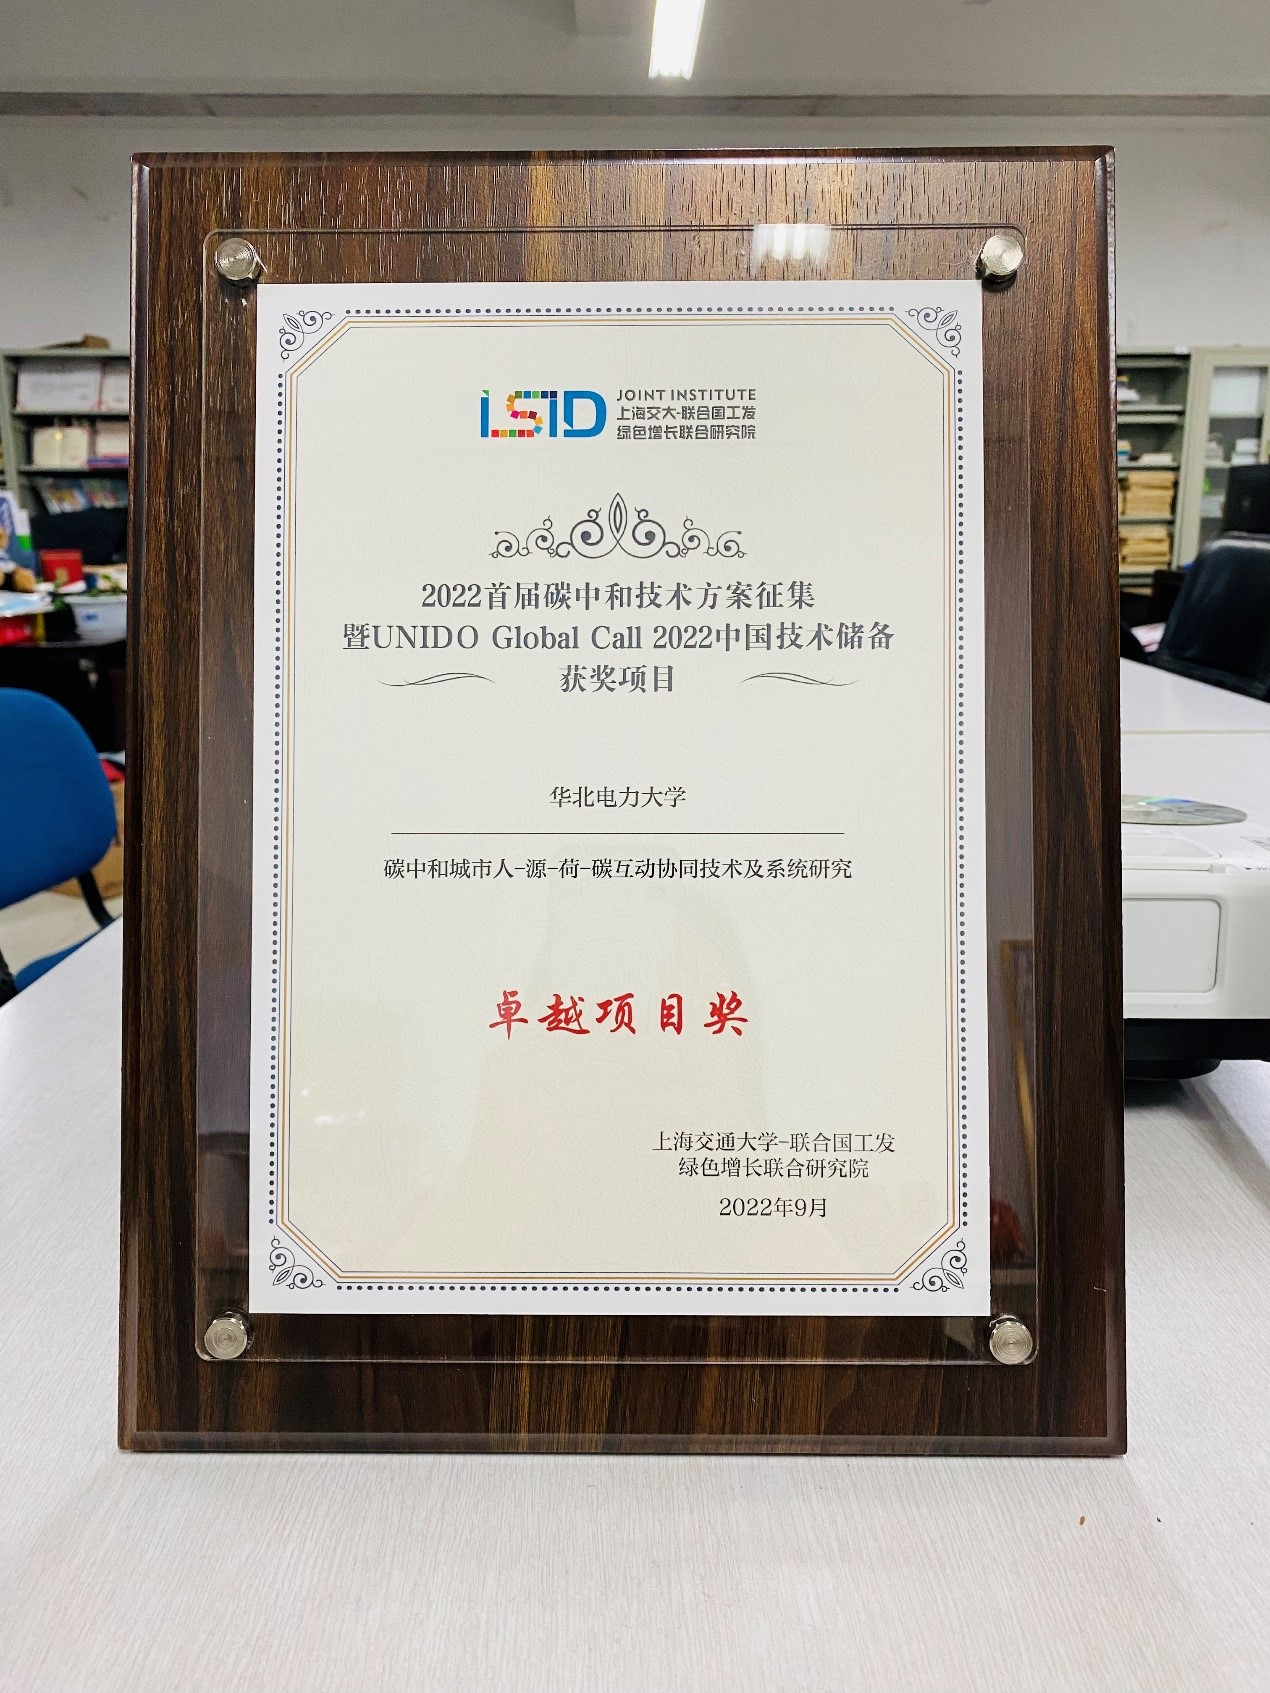 ISID JOINT INSTITUTE
上海交大-联合国工发
绿色增长联合研究院
2022首届碳中和技术方案征集
暨UNIDO Global Call 2022中国技术储备
获奖项目
华北电力大学
碳中和城市人-源-荷-碳互动协同技术及系统研究
卓越项目奖
上海交通大学-联合国工发
绿色增长联合研究院
2022年9月